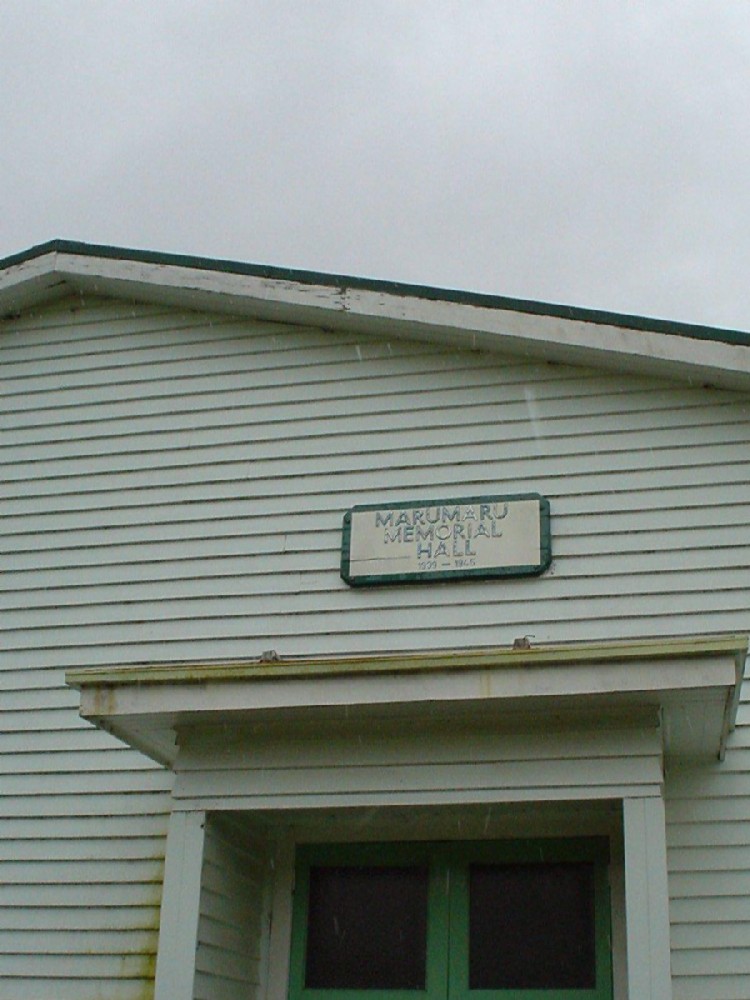 MARUMARU
MEMORIAL
HALL
1939 — 1945